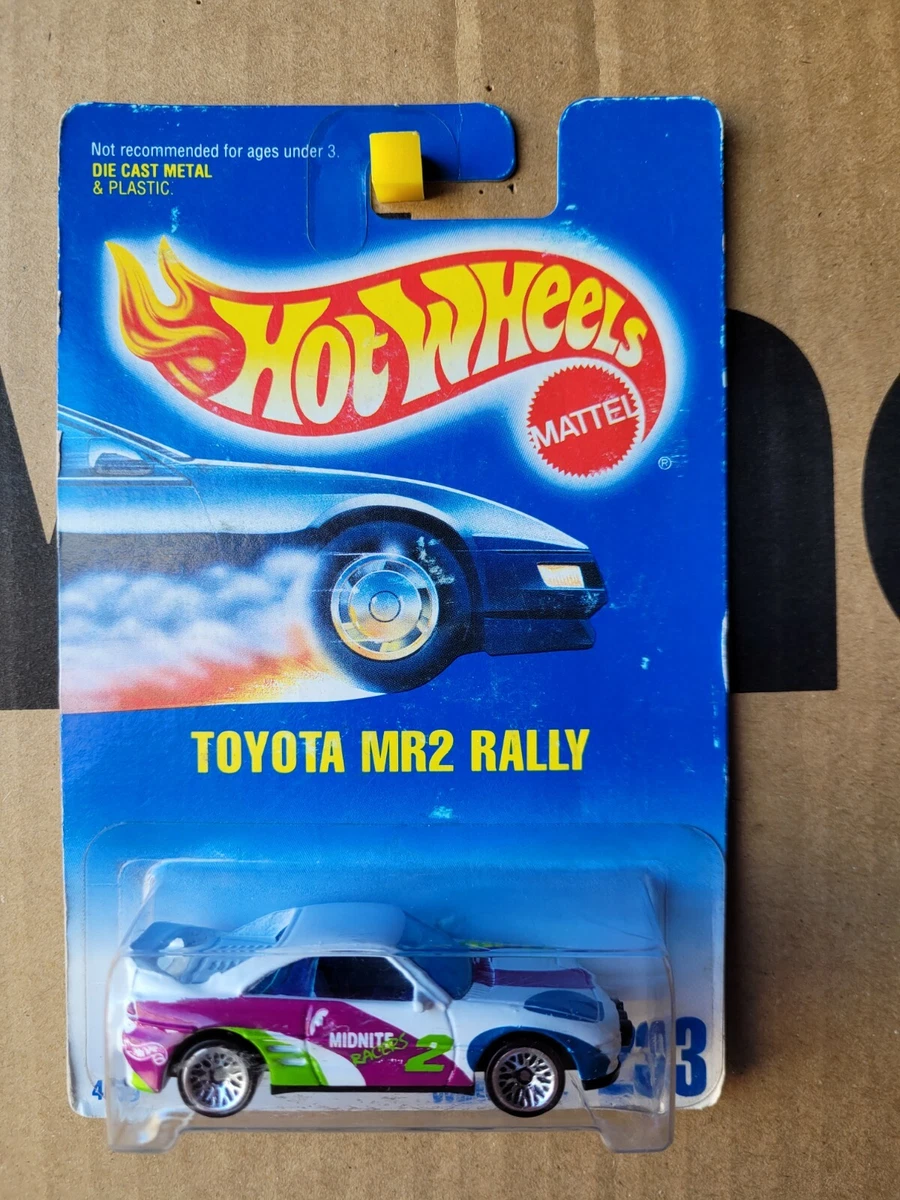 Not recommended for ages under 3.
DIE CAST METAL
& PLASTIC.
HOT WHEELS
MATTEL
®
TOYOTA MR2 RALLY
MIDNITE
RACERS 2
233